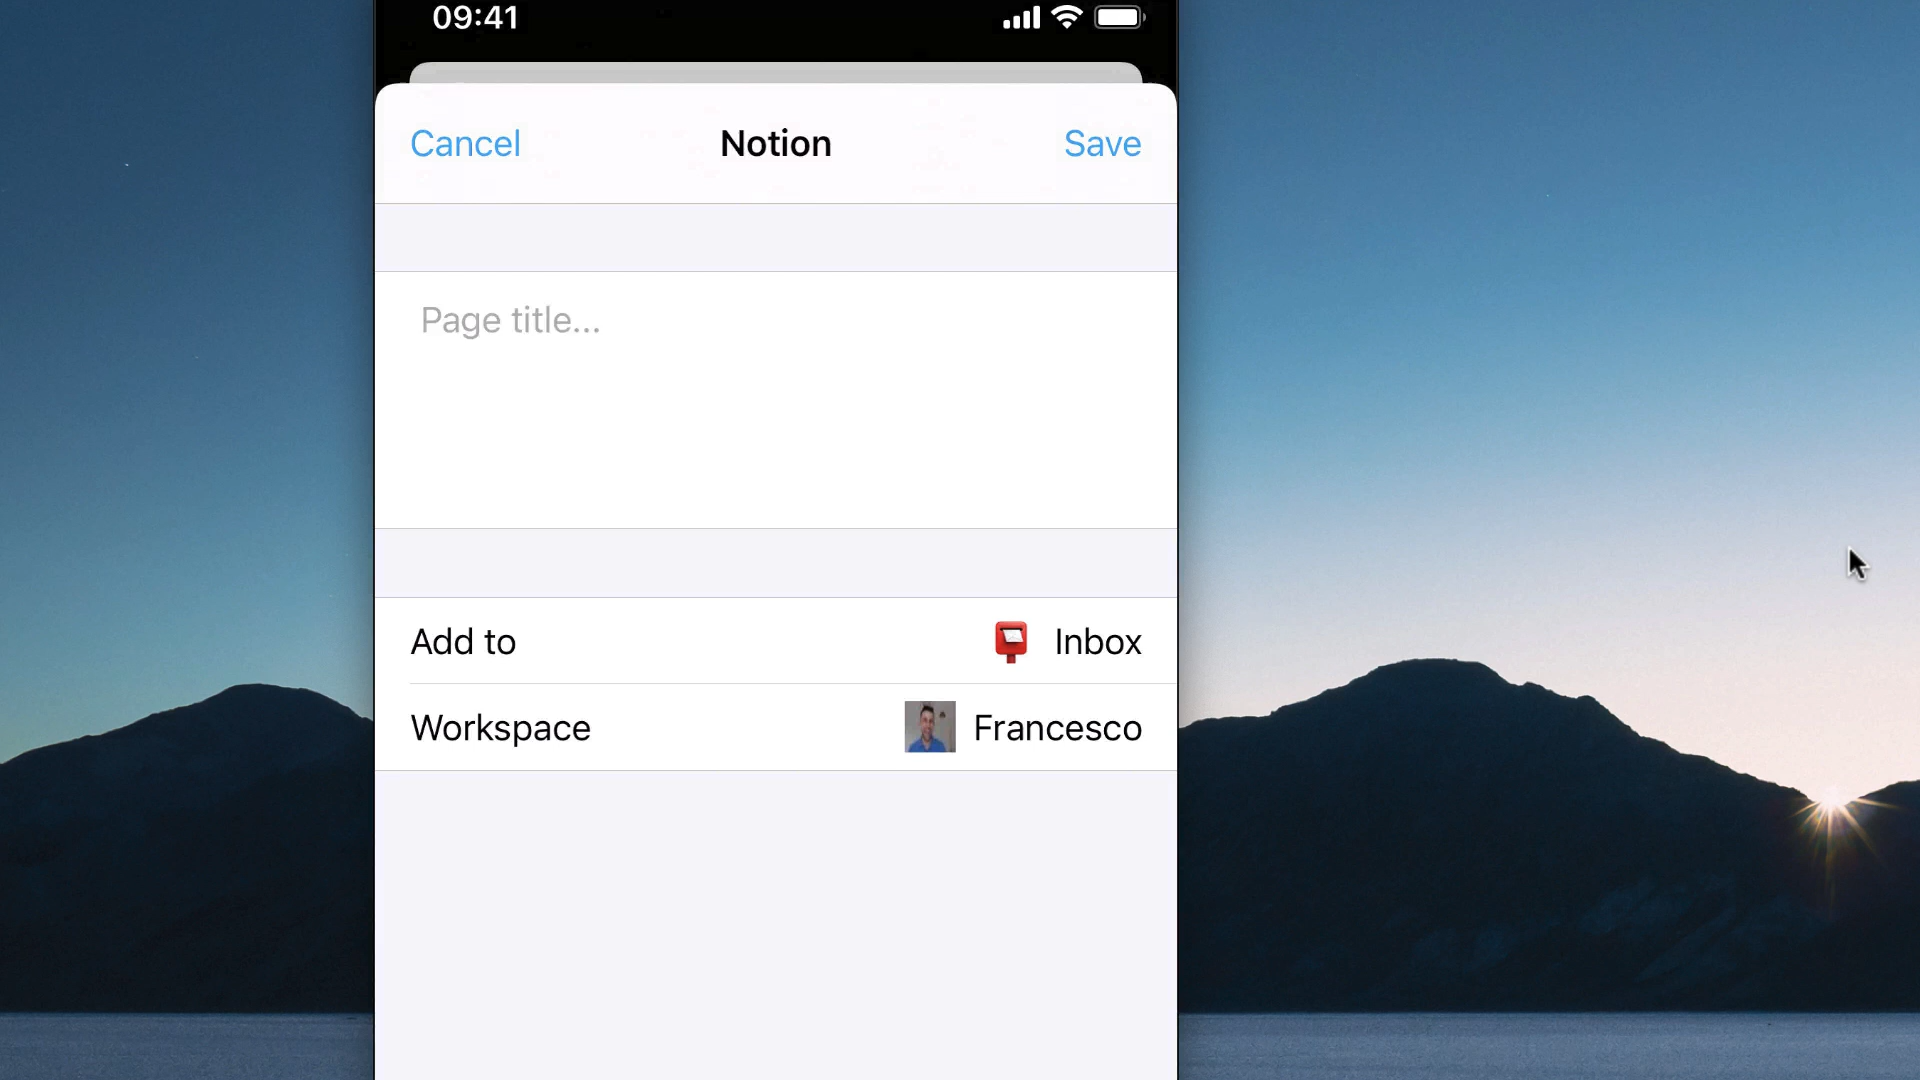 09:41
Cancel Notion Save
Page title...
Add to Inbox
Workspace Francesco